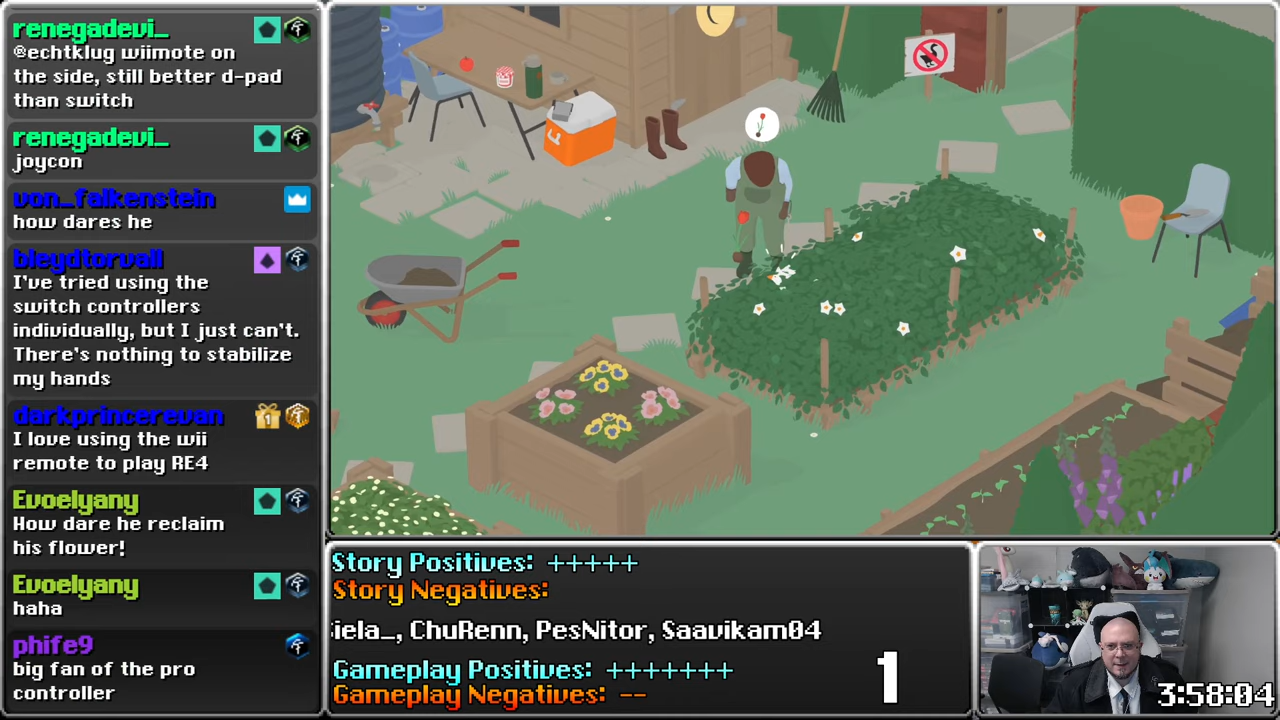 renegadevi_
@echtklug wiimote on
the side, still better d-pad
than switch
renegadevi_
joycon
von_falkenstein
how dares he
bleydtorvall
I've tried using the
switch controllers
individually, but I just can't.
There's nothing to stabilize
my hands
darkprincerevan
1
I love using the wii
remote to play RE4
Evoelyany
How dare he reclaim
his flower!
Evoelyany
haha
phife9
big fan of the pro
controller
Story Positives: +++++
Story Negatives:
iela_, ChuRenn, PesNitor, Saavikam04
Gameplay Positives: +++++++
Gameplay Negatives: --
1
3:58:04